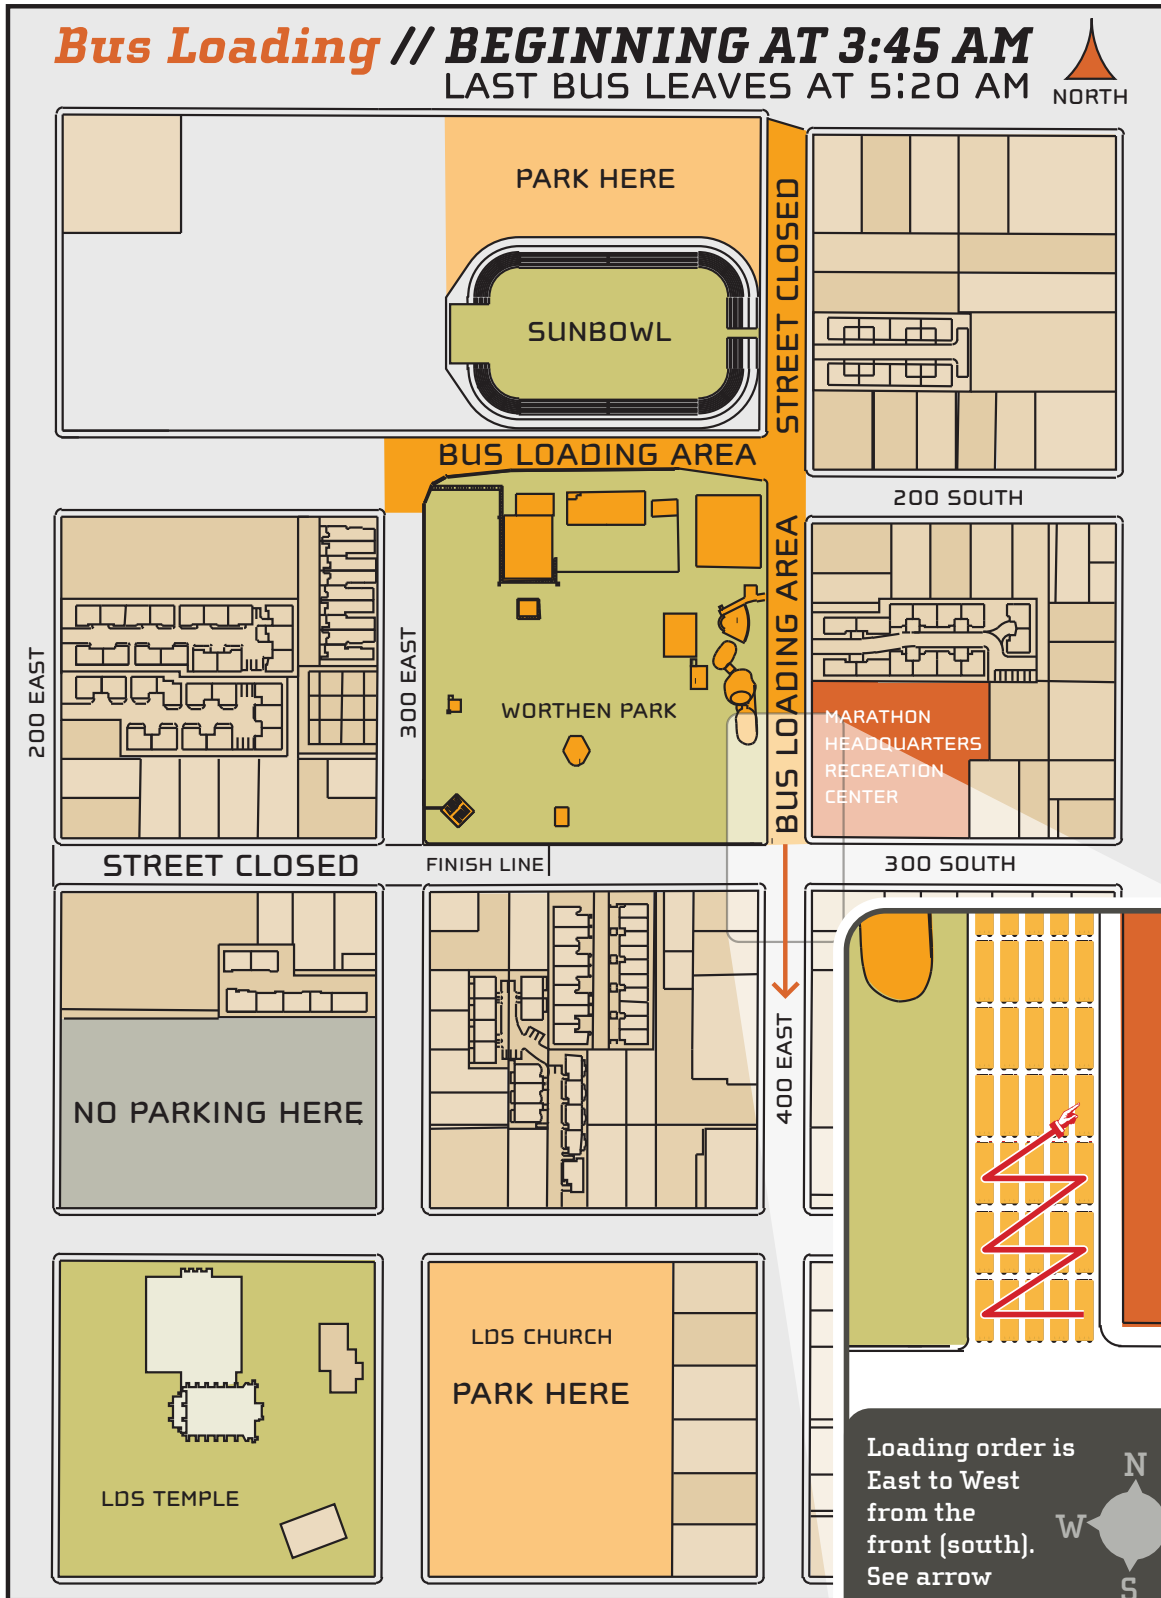 Bus Loading // BEGINNING AT 3:45 AM
LAST BUS LEAVES AT 5:20 AM
NORTH
PARK HERE
STREET CLOSED
SUNBOWL
BUS LOADING AREA
200 SOUTH
BUS LOADING AREA
200 EAST
300 EAST
WORTHEN PARK
MARATHON
HEADQUARTERS
RECREATION
CENTER
STREET CLOSED
FINISH LINE
300 SOUTH
400 EAST
NO PARKING HERE
LDS CHURCH
PARK HERE
LDS TEMPLE
Loading order is
East to West
from the
front (south).
See arrow
N
W
S